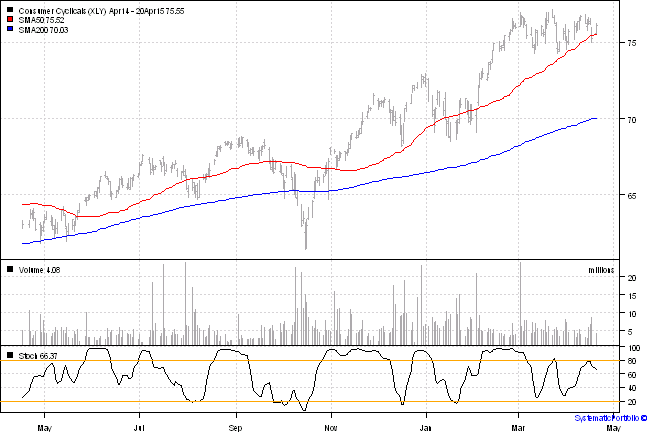 Consumer Cyclicals (XLY) Apr14 - 20Apr15 75.55
SMA50 75.52
SMA200 70.03
75
70
65
Volume 4.08
millions
20
15
10
5
Stoch 66.37
100
80
60
40
20
May
Jul
Sep
Nov
Jan
Mar
May
SystematicPortfolio ©